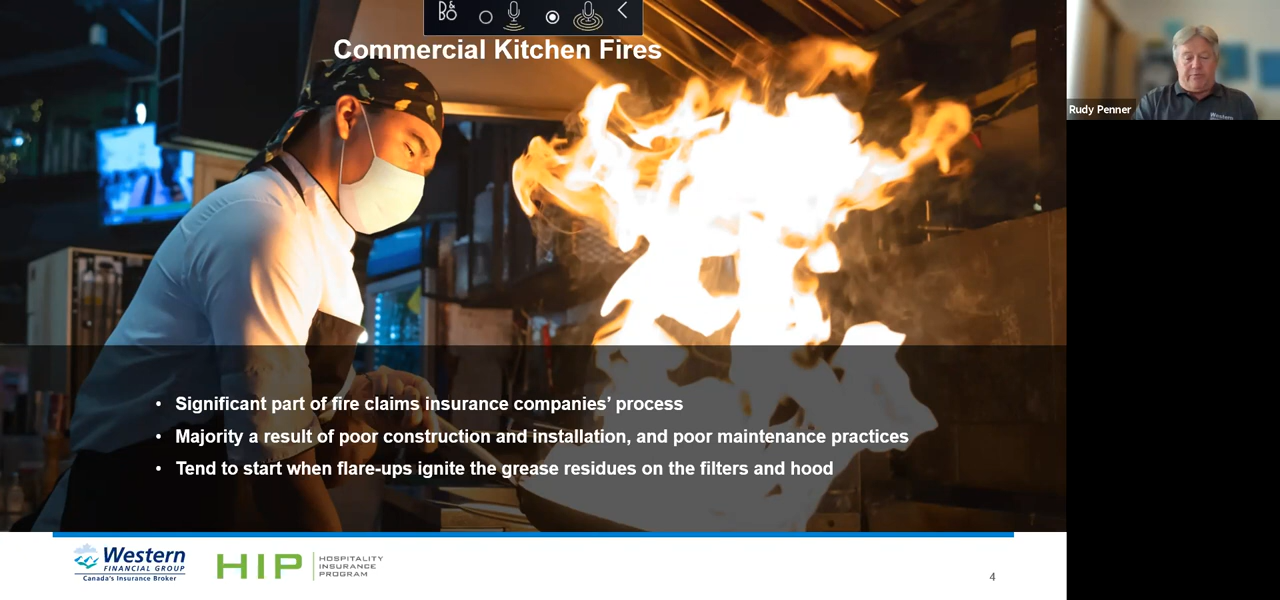 B&
BO
Commercial Kitchen Fires
Rudy Penner
Western
• Significant part of fire claims insurance companies’ process
• Majority a result of poor construction and installation, and poor maintenance practices
• Tend to start when flare-ups ignite the grease residues on the filters and hood
Western
FINANCIAL GROUP
Canada's Insurance Broker
HIP
HOSPITALITY
INSURANCE
PROGRAM
4